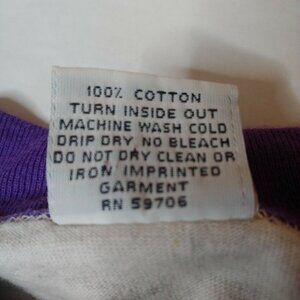 100% COTTON
TURN INSIDE OUT
MACHINE WASH COLD
DRIP DRY, NO BLEACH
DO NOT DRY CLEAN OR
IRON IMPRINTED
GARMENT
RN 59706